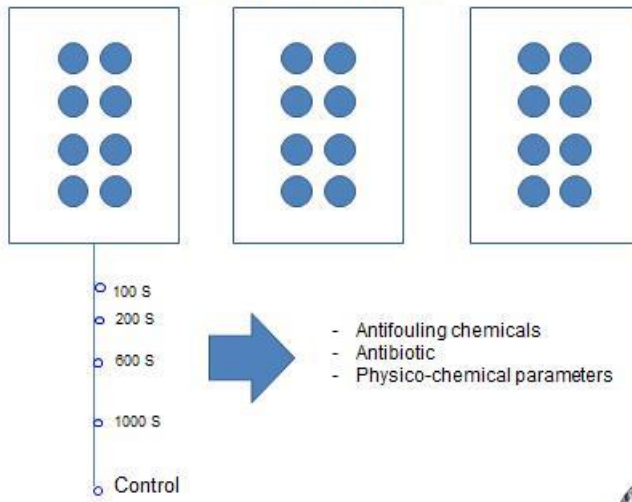 100 S
200 S
600 S
1000 S
Control
- Antifouling chemicals
- Antibiotic
- Physico-chemical parameters